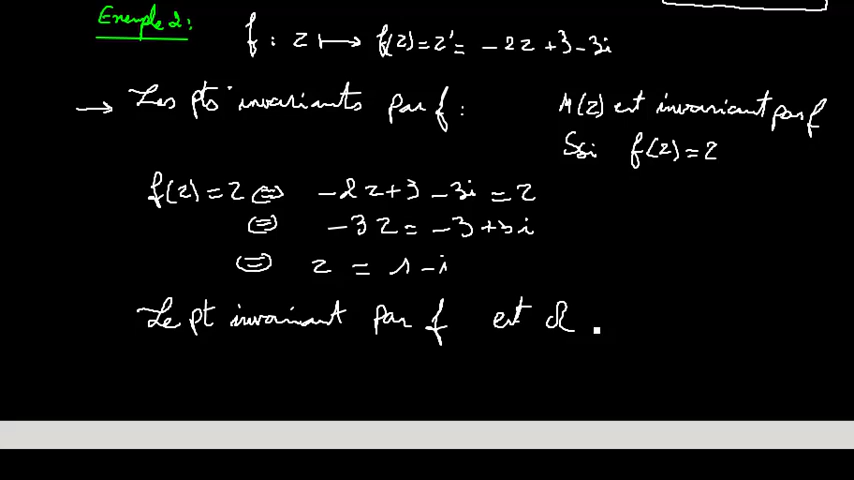 Exemple 2:
f : z ⟼ f(z) = z' = -2z + 3 - 3i
→ Les pts invariants par f :
M(z) est invariant par f
Ssi f(z) = z
f(z) = z ⇔ -2z + 3 - 3i = z
⇔ -3z = -3 + 3i
⇔ z = 1 - i
Le pt invariant par f est Ω